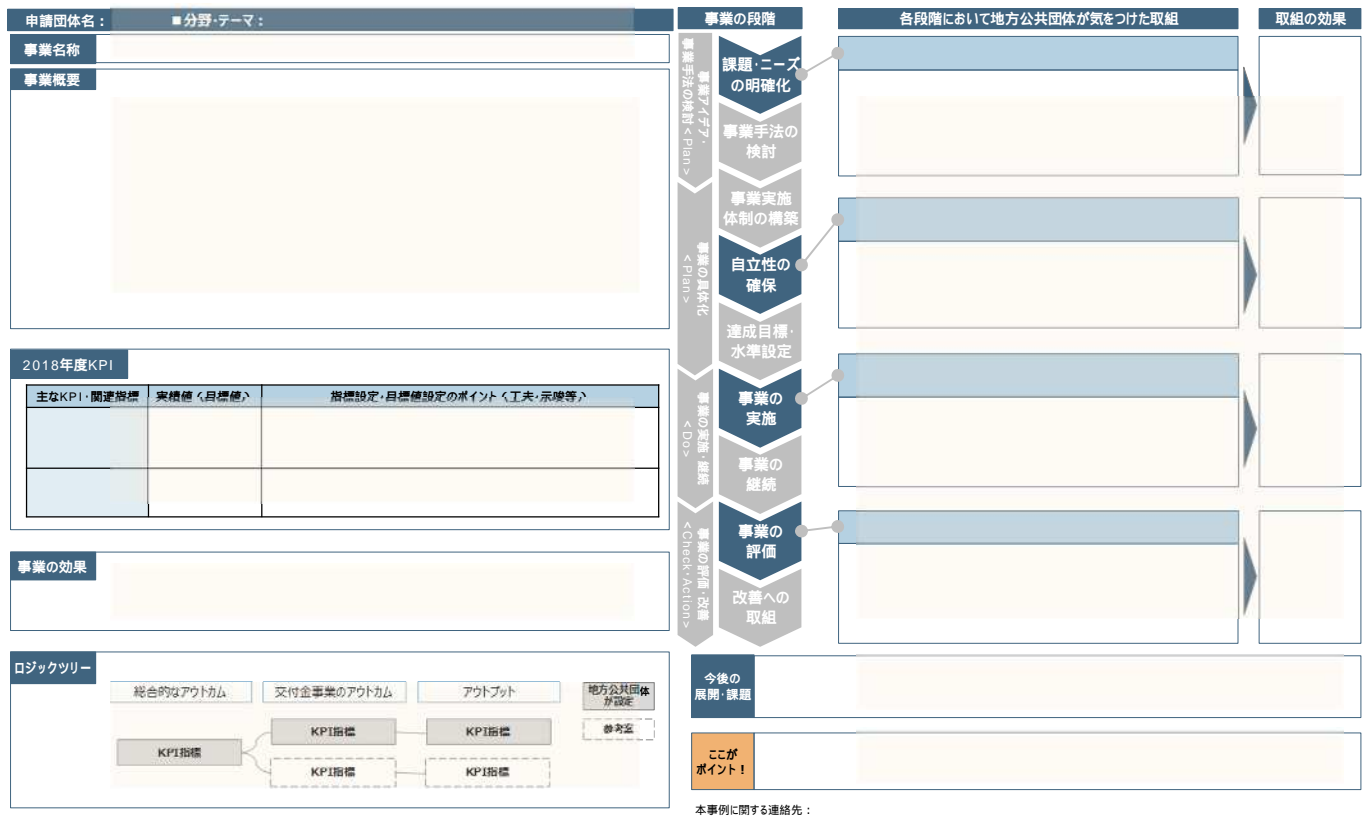 申請団体名： ■分野・テーマ：
事業名称
事業概要
2018年度KPI
主なKPI・関連指標 実績値（目標値） 指標設定・目標値設定のポイント（工夫・示唆等）
事業の効果
ロジックツリー
総合的なアウトカム 交付金事業のアウトカム アウトプット 地方公共団体
が設定
KPI指標 KPI指標 参考案
KPI指標
KPI指標 KPI指標
事業の段階
事業アイデア・
事業手法の検討<Plan>
事業の具体化
<Plan>
事業の実施・継続
<Do>
事業の評価・改善
<Check・Action>
課題・ニーズ
の明確化
事業手法の
検討
事業実施
体制の構築
自立性の
確保
達成目標・
水準設定
事業の
実施
事業の
継続
事業の
評価
改善への
取組
各段階において地方公共団体が気をつけた取組 取組の効果
今後の
展開・課題
ここが
ポイント！
本事例に関する連絡先：